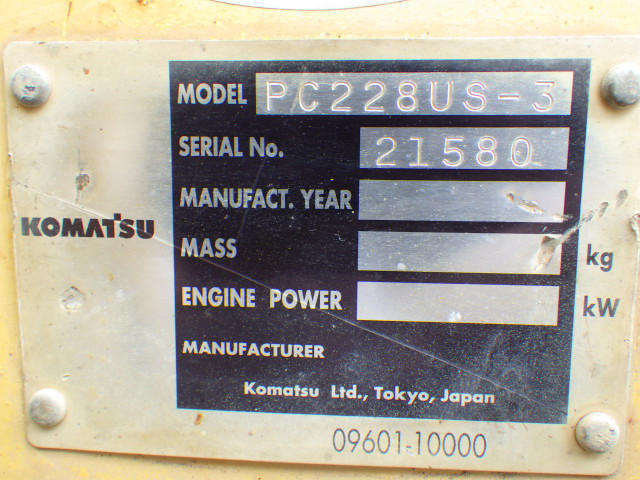 MODEL PC228US-3
SERIAL No. 21580
MANUFACT. YEAR
KOMATSU
MASS kg
ENGINE POWER kW
MANUFACTURER
Komatsu Ltd., Tokyo, Japan
09601-10000